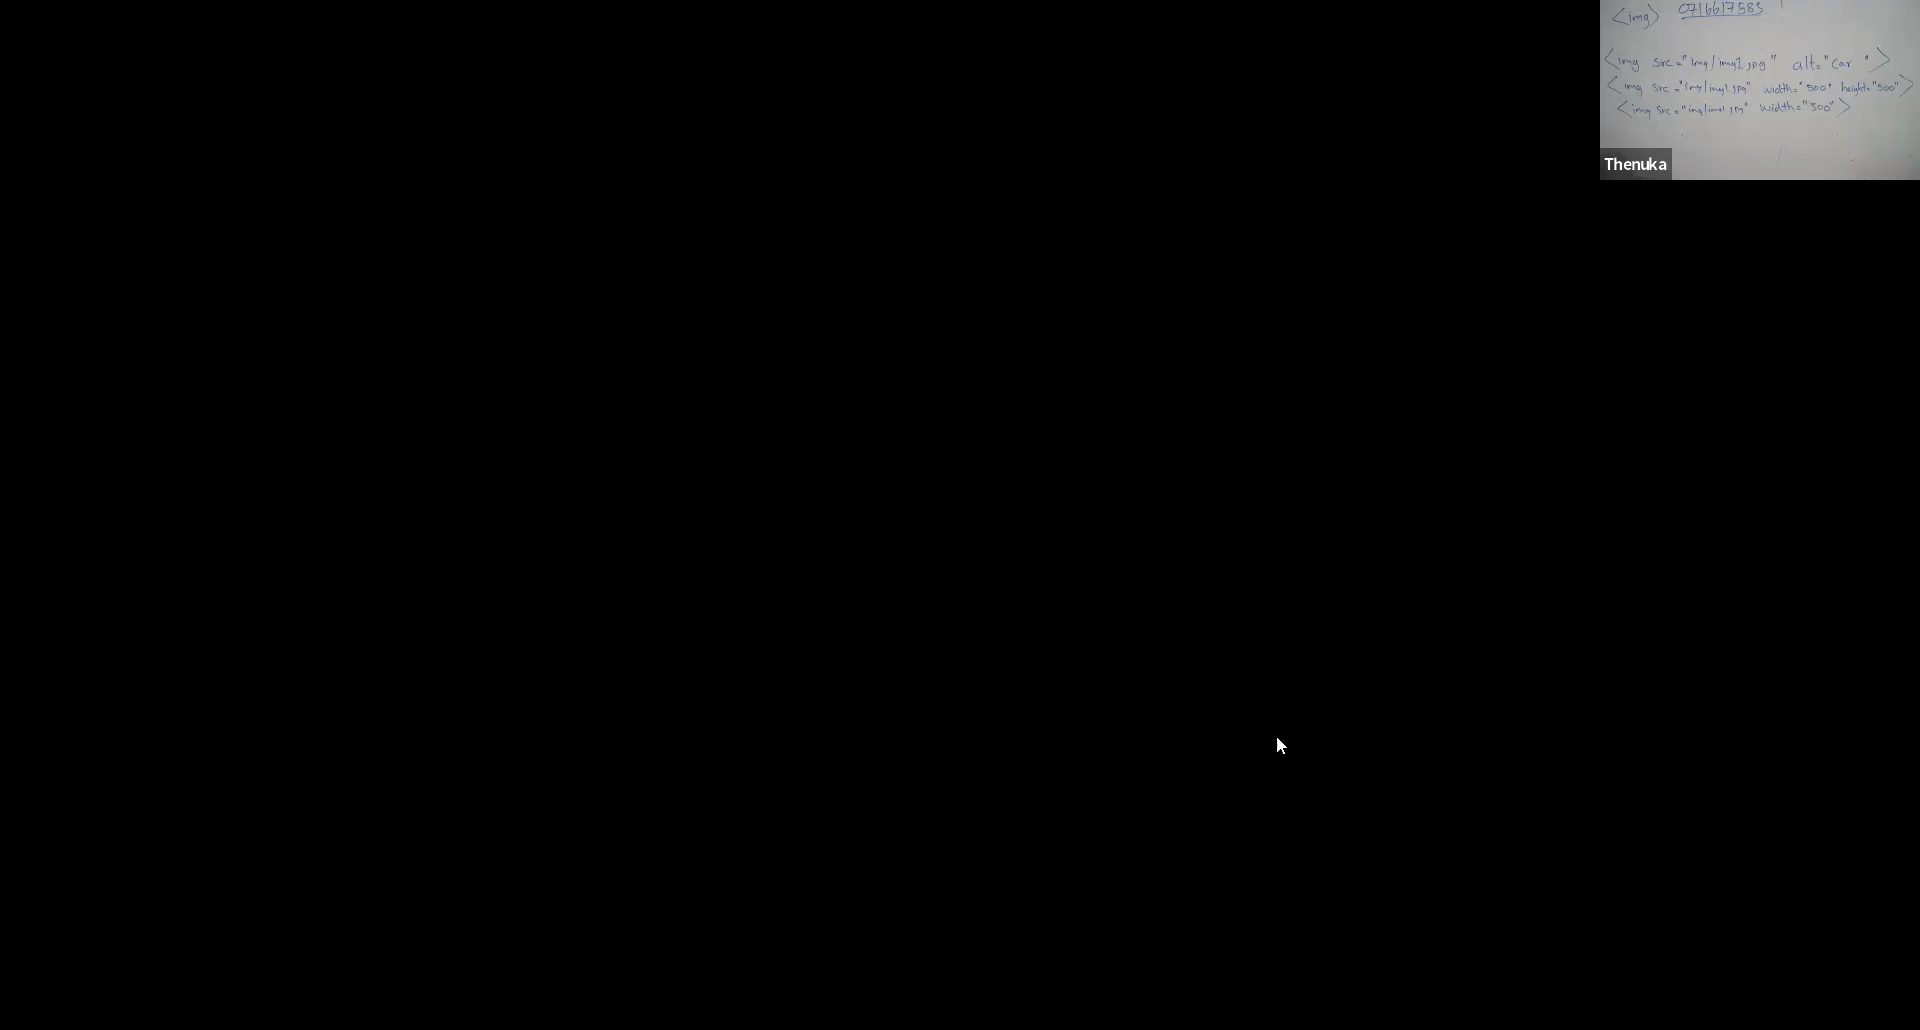 <img> 0716617585
<img src="img/img1.jpg" alt="Car">
<img src="img/img1.jpg" width="500" height="500">
<img src="img/img1.jpg" width="500">
Thenuka